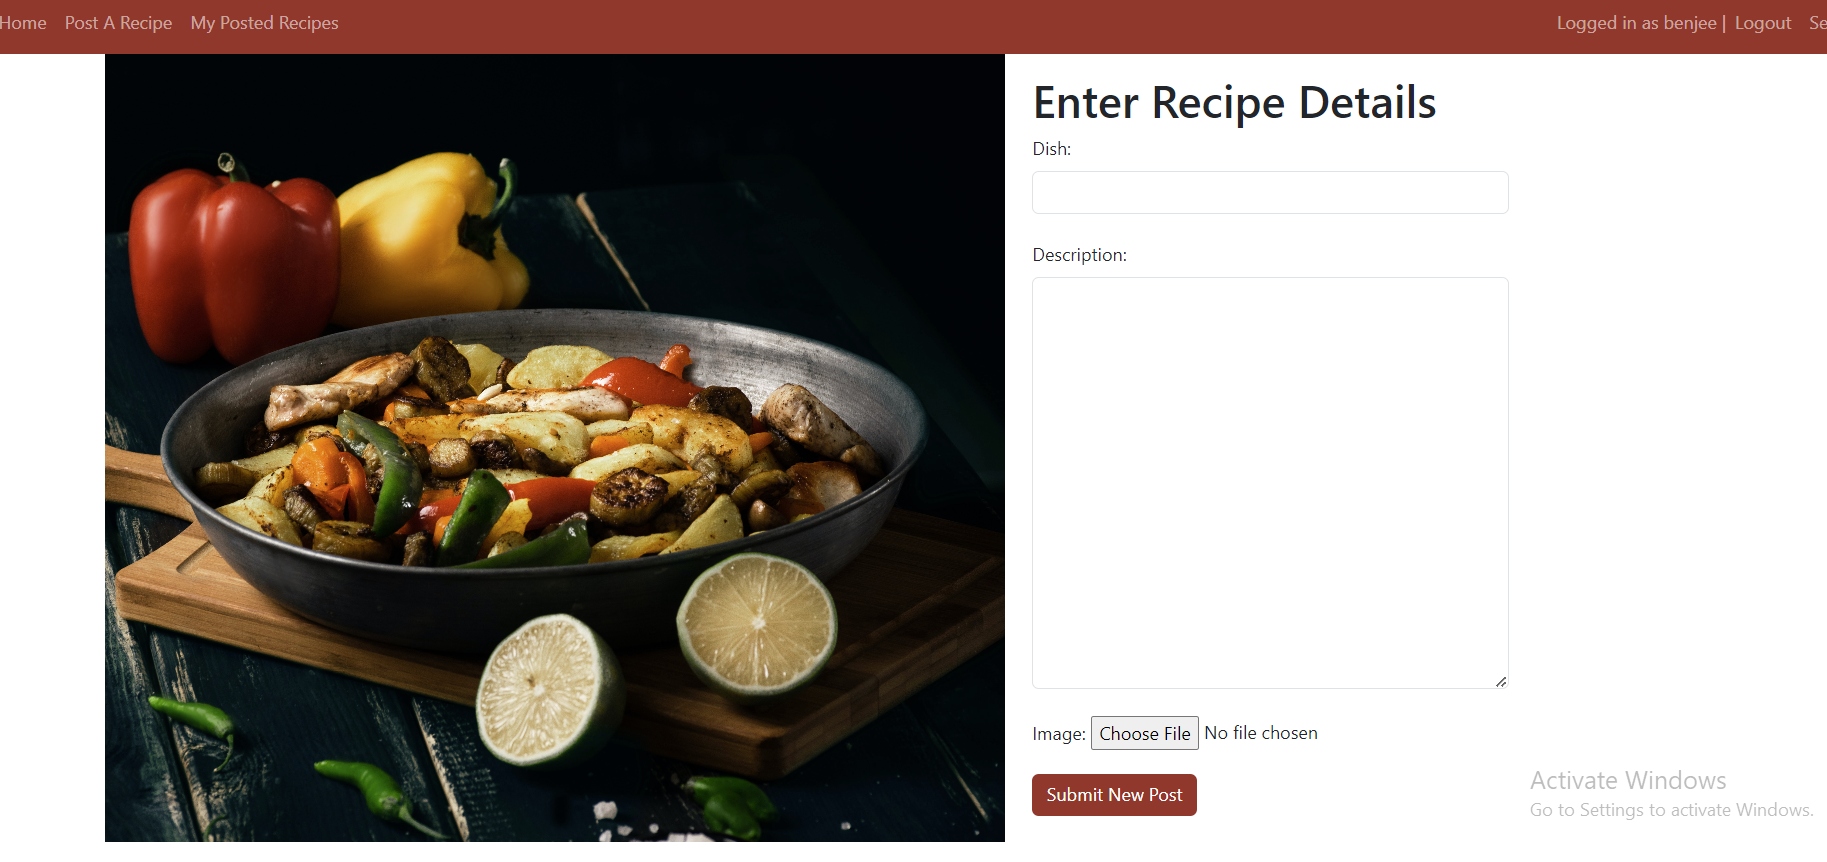 Home Post A Recipe My Posted Recipes Logged in as benjee | Logout Se
Enter Recipe Details
Dish:
Description:
Image: Choose File No file chosen
Submit New Post
Activate Windows
Go to Settings to activate Windows.